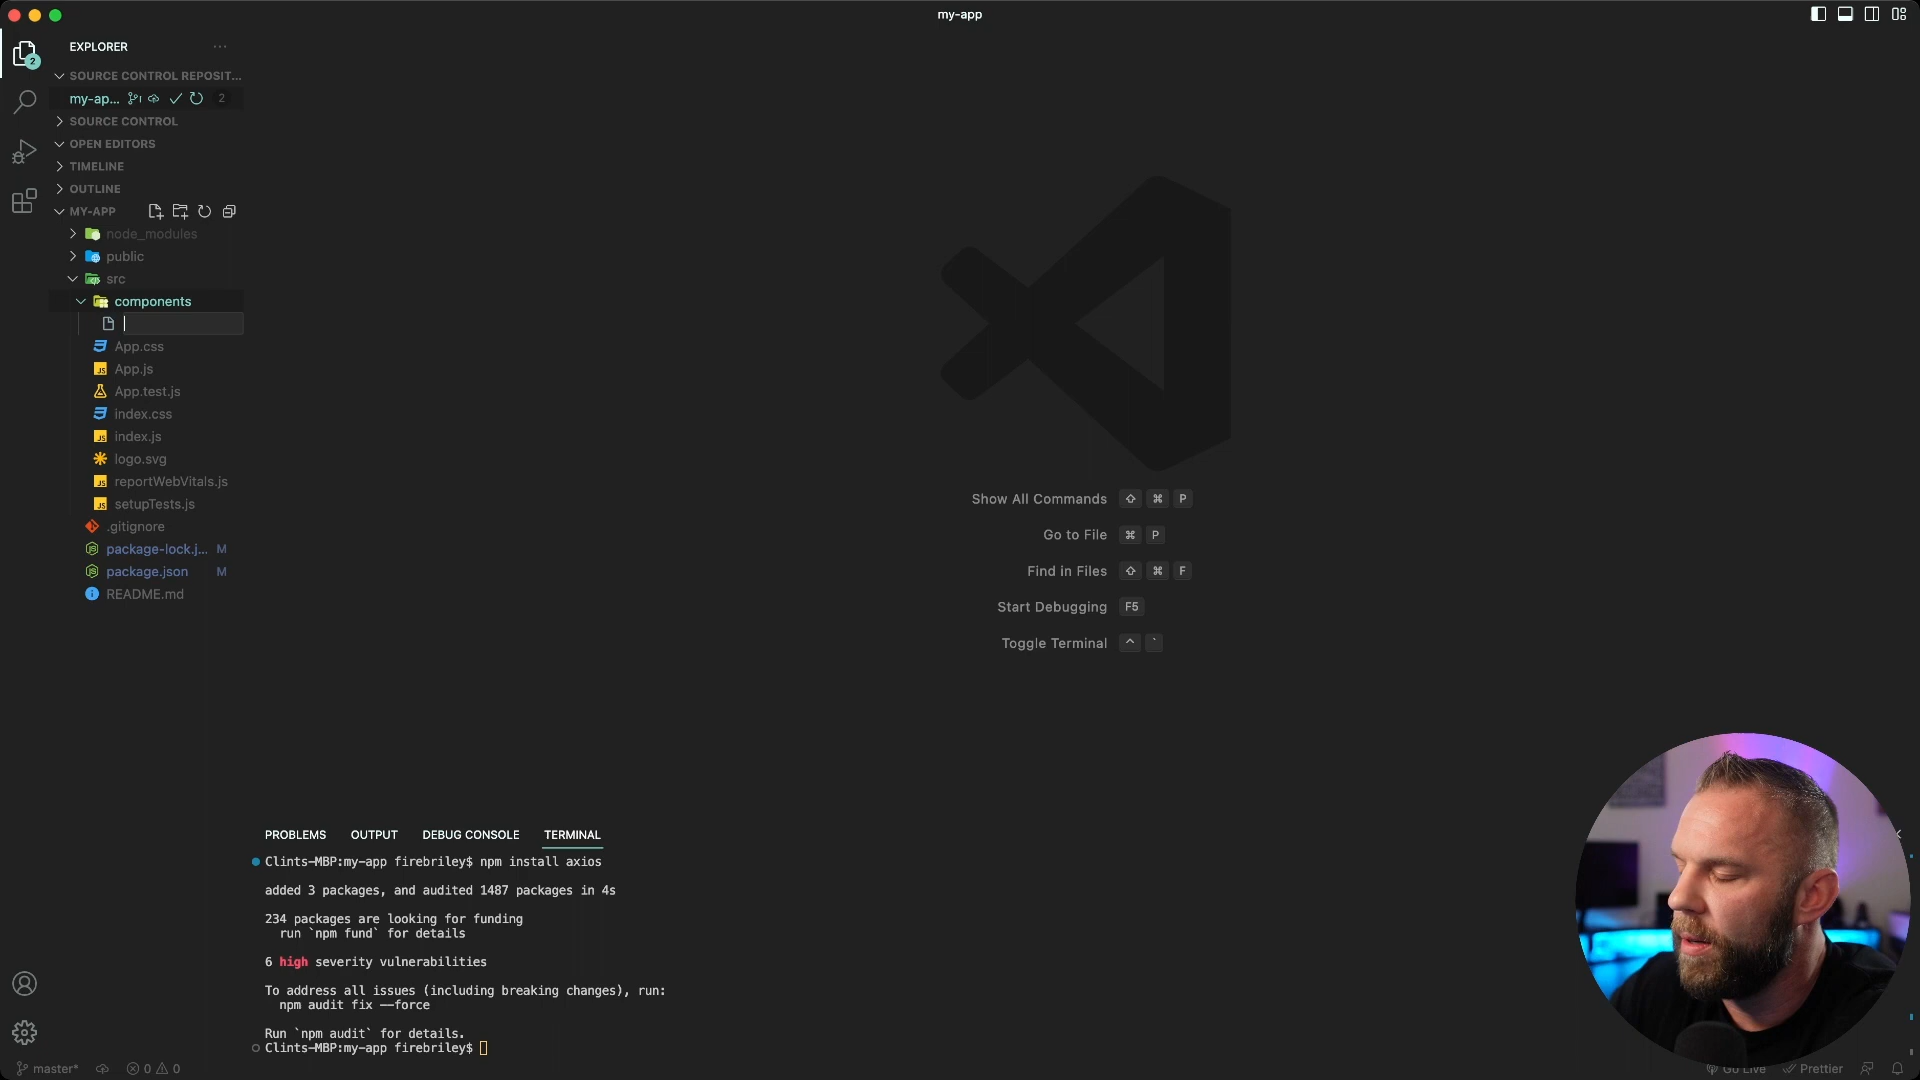 my-app
EXPLORER
2
SOURCE CONTROL REPOSIT...
my-ap... 2
SOURCE CONTROL
OPEN EDITORS
TIMELINE
OUTLINE
MY-APP
node_modules
public
src
components
App.css
App.js
App.test.js
index.css
index.js
logo.svg
reportWebVitals.js
setupTests.js
.gitignore
package-lock.j... M
package.json M
README.md
Show All Commands ⇧ ⌘ P
Go to File ⌘ P
Find in Files ⇧ ⌘ F
Start Debugging F5
Toggle Terminal ^ `
PROBLEMS OUTPUT DEBUG CONSOLE TERMINAL
Clints-MBP:my-app firebriley$ npm install axios
added 3 packages, and audited 1487 packages in 4s
234 packages are looking for funding
run `npm fund` for details
6 high severity vulnerabilities
To address all issues (including breaking changes), run:
npm audit fix --force
Run `npm audit` for details.
Clints-MBP:my-app firebriley$
master* 0 0
Go Live Prettier